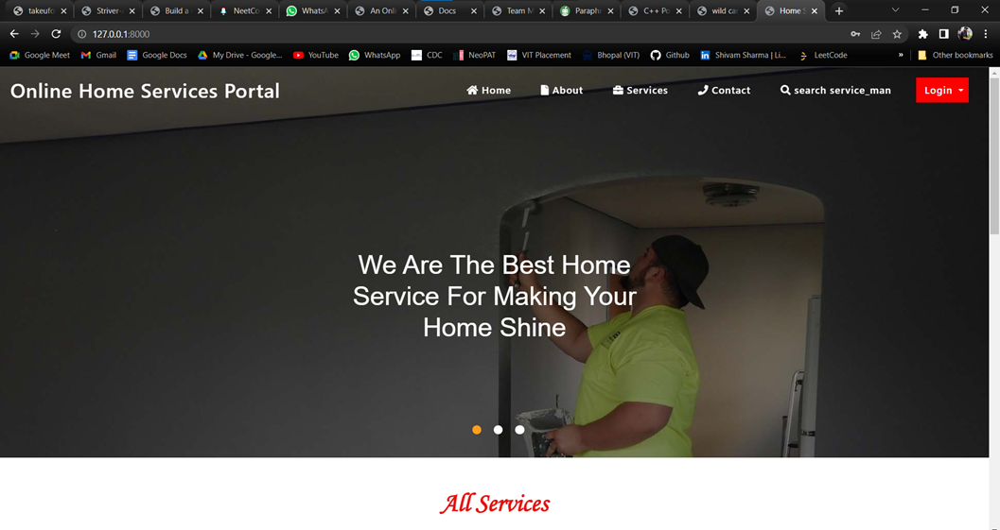 takeufo
Striver-
Build a
NeetCo
WhatsA
An Onli
Docs
Team M
Paraph
C++ Po
wild ca
Home S
127.0.0.1:8000
Google Meet
Gmail
Google Docs
My Drive - Google...
YouTube
WhatsApp
CDC
NeoPAT
VIT Placement
Bhopal (VIT)
Github
Shivam Sharma | Li...
LeetCode
»
Other bookmarks
Online Home Services Portal
Home
About
Services
Contact
search service_man
Login
We Are The Best Home
Service For Making Your
Home Shine
All Services